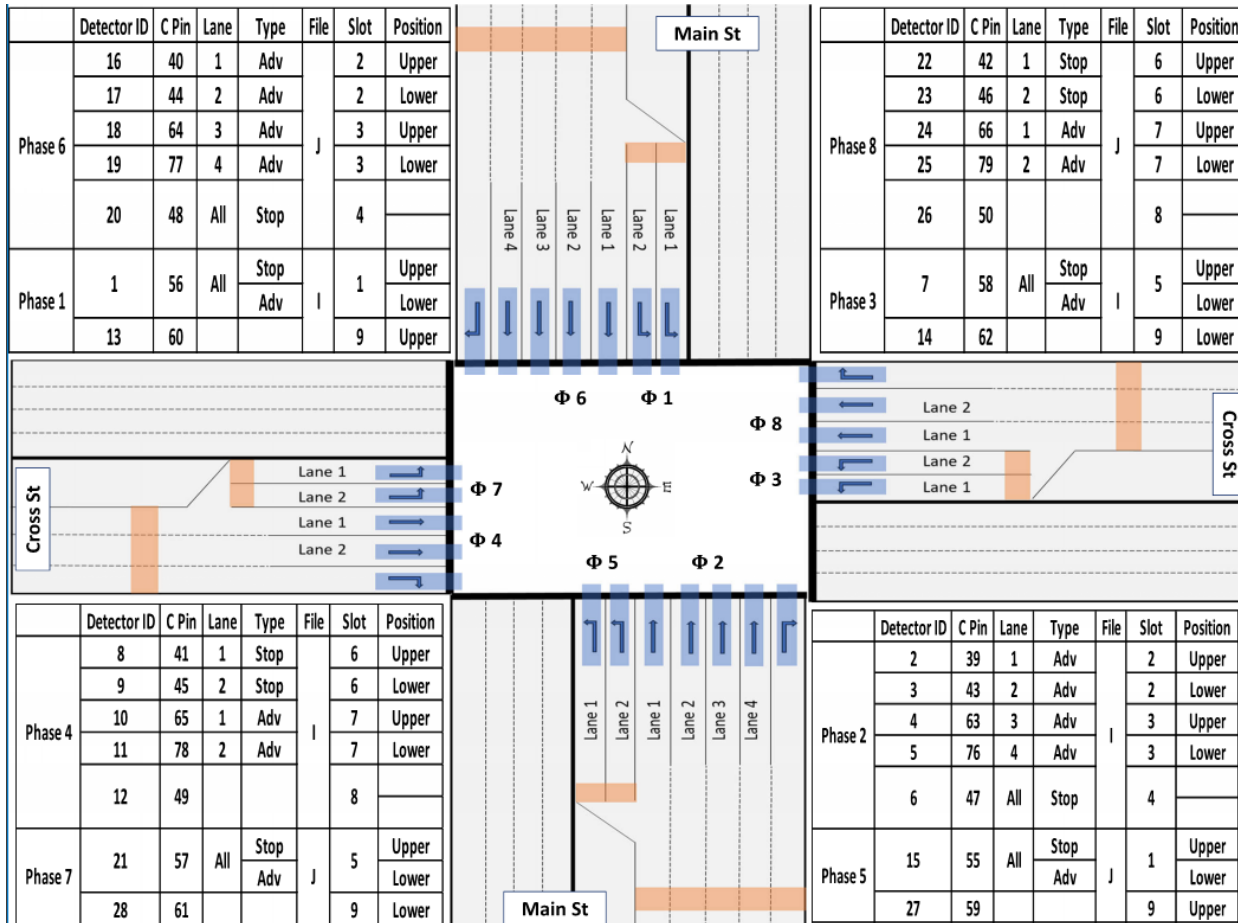 Detector ID C Pin Lane Type File Slot Position
Phase 6
16 40 1 Adv J 2 Upper
17 44 2 Adv 2 Lower
18 64 3 Adv 3 Upper
19 77 4 Adv 3 Lower
20 48 All Stop 4
Phase 1
1 56 All Stop I 1 Upper
Adv Lower
13 60 9 Upper
Main St
Detector ID C Pin Lane Type File Slot Position
Phase 8
22 42 1 Stop J 6 Upper
23 46 2 Stop 6 Lower
24 66 1 Adv 7 Upper
25 79 2 Adv 7 Lower
26 50 8
Phase 3
7 58 All Stop I 5 Upper
Adv Lower
14 62 9 Lower
Lane 4
Lane 3
Lane 2
Lane 1
Lane 2
Lane 1
Φ 6
Φ 1
Φ 8
Φ 3
Lane 2
Lane 1
Lane 2
Lane 1
Cross St
Cross St
Lane 1
Lane 2
Lane 1
Lane 2
Φ 7
Φ 4
N
W E
S
Φ 5
Φ 2
Lane 1
Lane 2
Lane 1
Lane 2
Lane 3
Lane 4
Main St
Detector ID C Pin Lane Type File Slot Position
Phase 4
8 41 1 Stop I 6 Upper
9 45 2 Stop 6 Lower
10 65 1 Adv 7 Upper
11 78 2 Adv 7 Lower
12 49 8
Phase 7
21 57 All Stop J 5 Upper
Adv Lower
28 61 9 Lower
Detector ID C Pin Lane Type File Slot Position
Phase 2
2 39 1 Adv I 2 Upper
3 43 2 Adv 2 Lower
4 63 3 Adv 3 Upper
5 76 4 Adv 3 Lower
6 47 All Stop 4
Phase 5
15 55 All Stop J 1 Upper
Adv Lower
27 59 9 Upper